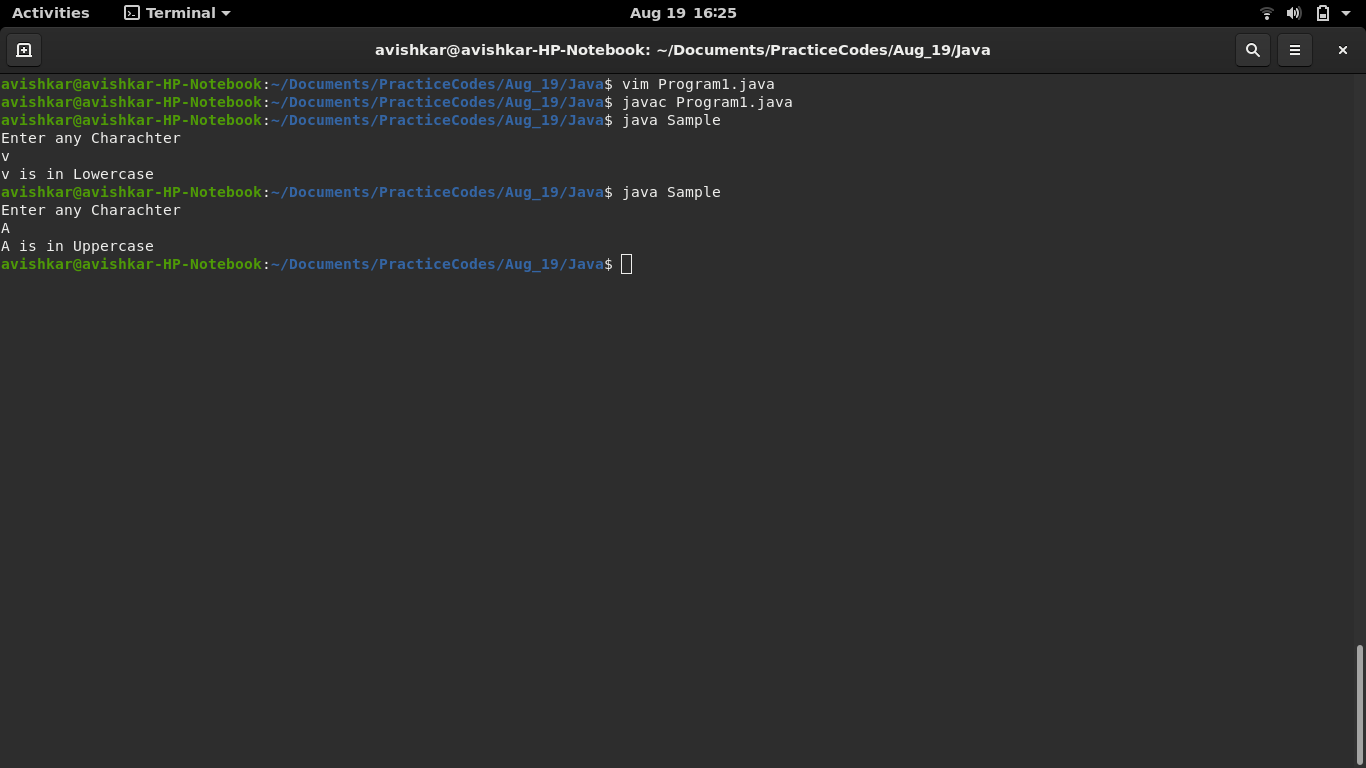 Activities Terminal Aug 19 16:25
avishkar@avishkar-HP-Notebook: ~/Documents/PracticeCodes/Aug_19/Java
avishkar@avishkar-HP-Notebook:~/Documents/PracticeCodes/Aug_19/Java$ vim Program1.java
avishkar@avishkar-HP-Notebook:~/Documents/PracticeCodes/Aug_19/Java$ javac Program1.java
avishkar@avishkar-HP-Notebook:~/Documents/PracticeCodes/Aug_19/Java$ java Sample
Enter any Charachter
v
v is in Lowercase
avishkar@avishkar-HP-Notebook:~/Documents/PracticeCodes/Aug_19/Java$ java Sample
Enter any Charachter
A
A is in Uppercase
avishkar@avishkar-HP-Notebook:~/Documents/PracticeCodes/Aug_19/Java$